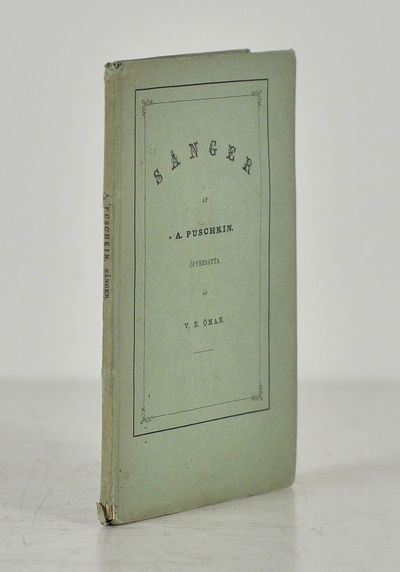 SÅNGER
AF
A. PUSCHKIN.
ÖFVERSATTA
AF
V. E. ÖMAN.
A. PUSCHKIN, SÅNGER.